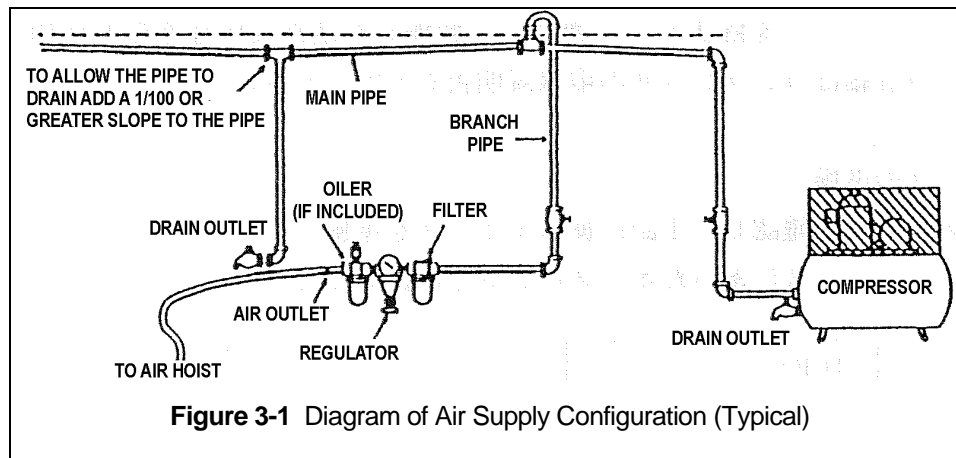 TO ALLOW THE PIPE TO
DRAIN ADD A 1/100 OR
GREATER SLOPE TO THE PIPE
MAIN PIPE
BRANCH
PIPE
OILER
(IF INCLUDED)
FILTER
DRAIN OUTLET
COMPRESSOR
AIR OUTLET
REGULATOR
DRAIN OUTLET
TO AIR HOIST
Figure 3-1 Diagram of Air Supply Configuration (Typical)